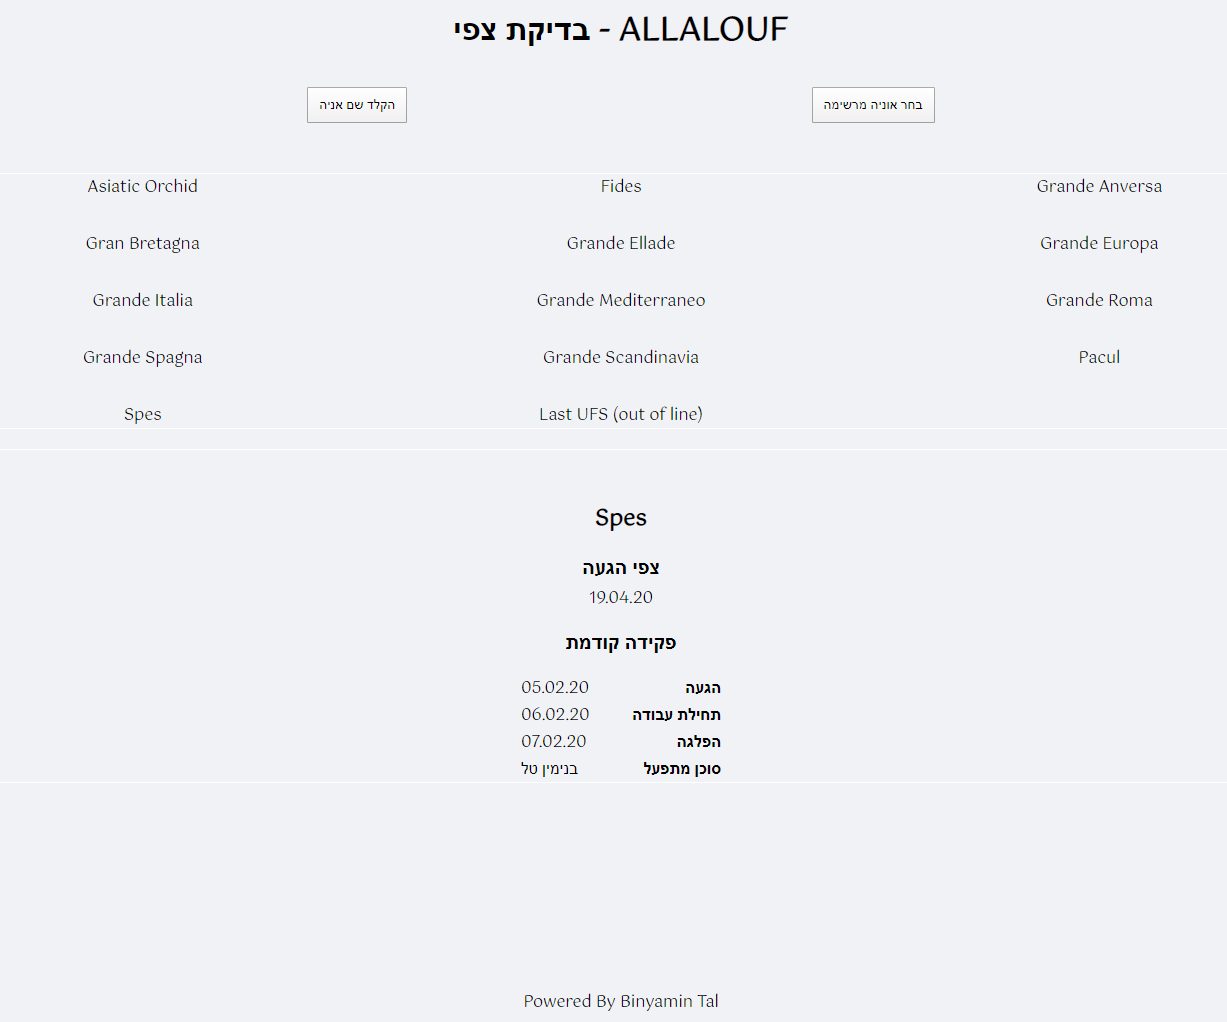 בדיקת צפי - ALLALOUF
בחר אוניה מרשימה
הקלד שם אניה
Asiatic Orchid Fides Grande Anversa
Gran Bretagna Grande Ellade Grande Europa
Grande Italia Grande Mediterraneo Grande Roma
Grande Spagna Grande Scandinavia Pacul
Spes Last UFS (out of line)
Spes
צפי הגעה
19.04.20
פקידה קודמת
הגעה 05.02.20
תחילת עבודה 06.02.20
הפלגה 07.02.20
סוכן מתפעל בנימין טל
Powered By Binyamin Tal